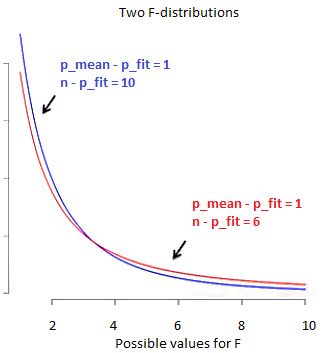 Two F-distributions
p_mean - p_fit = 1
n - p_fit = 10
p_mean - p_fit = 1
n - p_fit = 6
2 4 6 8 10
Possible values for F